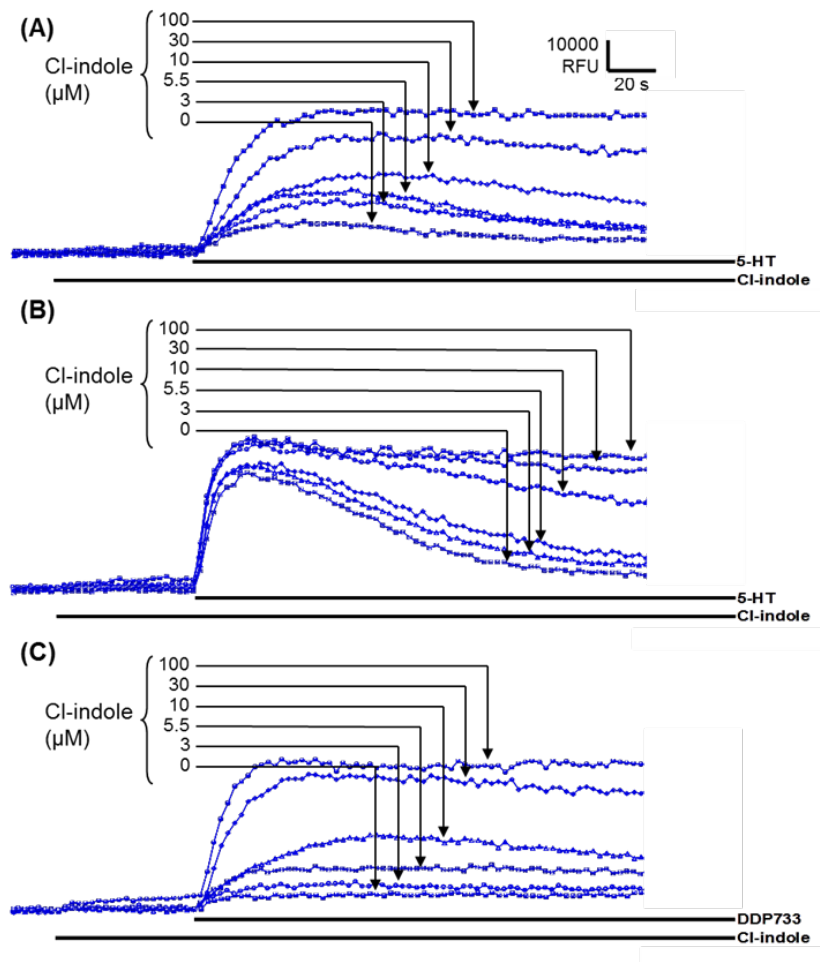 (A)
Cl-indole
(µM)
100
30
10
5.5
3
0
10000
RFU
20 s
5-HT
Cl-indole
(B)
Cl-indole
(µM)
100
30
10
5.5
3
0
5-HT
Cl-indole
(C)
Cl-indole
(µM)
100
30
10
5.5
3
0
DDP733
Cl-indole